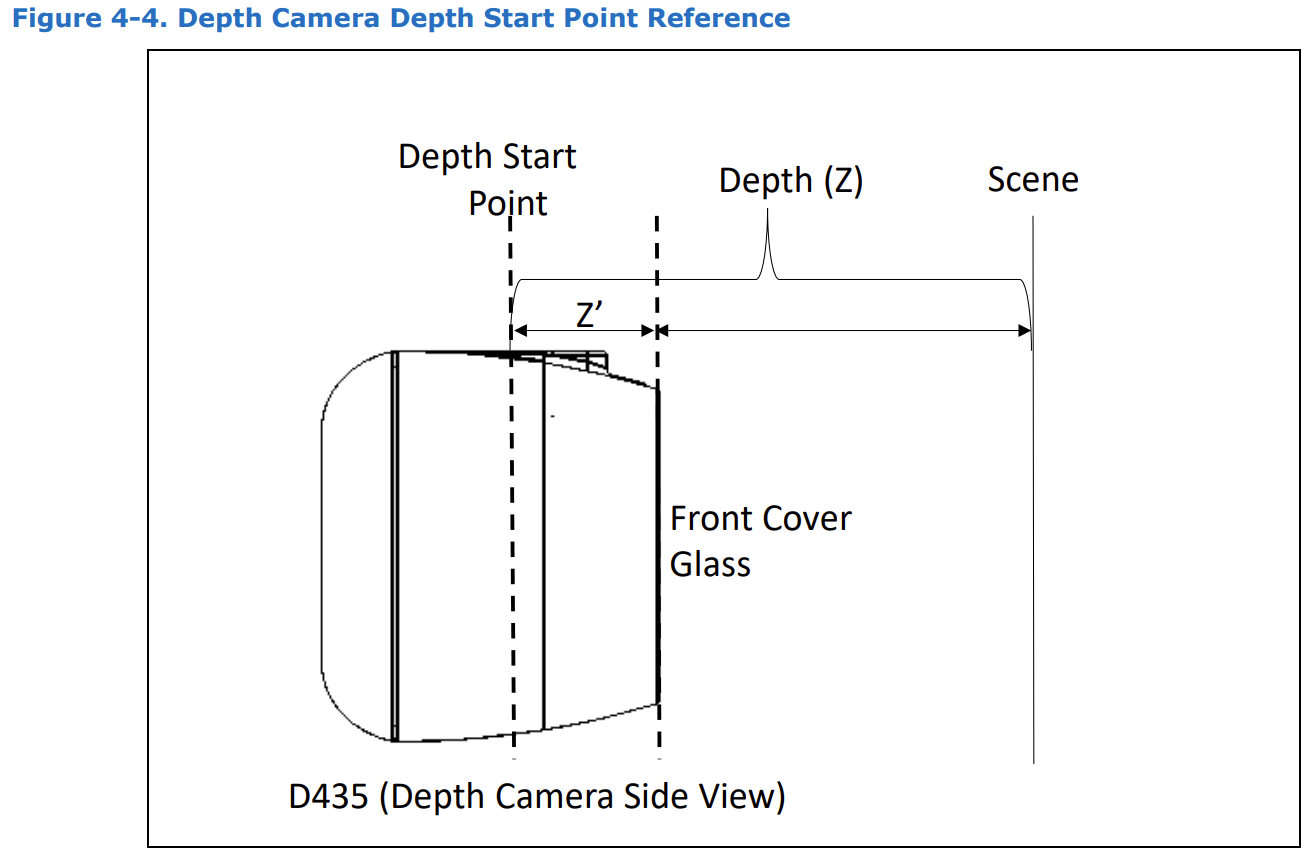 Figure 4-4. Depth Camera Depth Start Point Reference
Depth Start
Point
Depth (Z)
Scene
Z’
Front Cover
Glass
D435 (Depth Camera Side View)